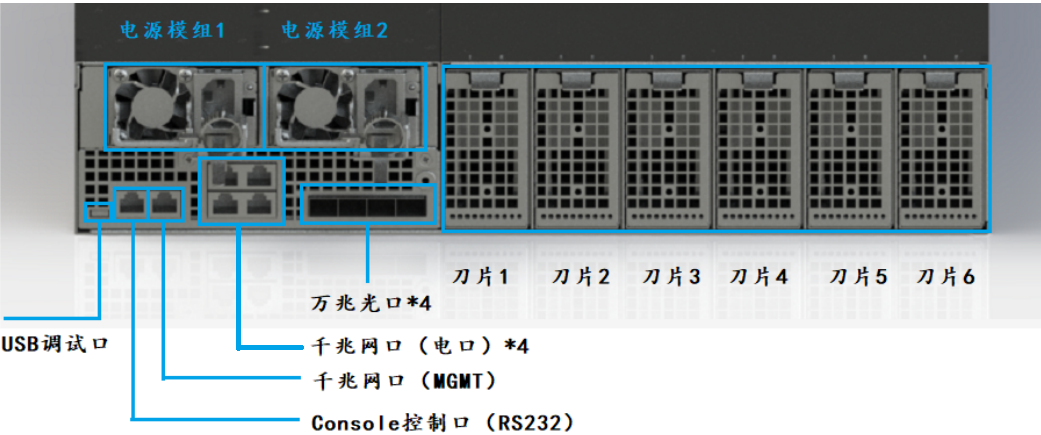 电源模组1 电源模组2
刀片1 刀片2 刀片3 刀片4 刀片5 刀片6
万兆光口*4
USB调试口
千兆网口（电口）*4
千兆网口（MGMT）
Console控制口（RS232）